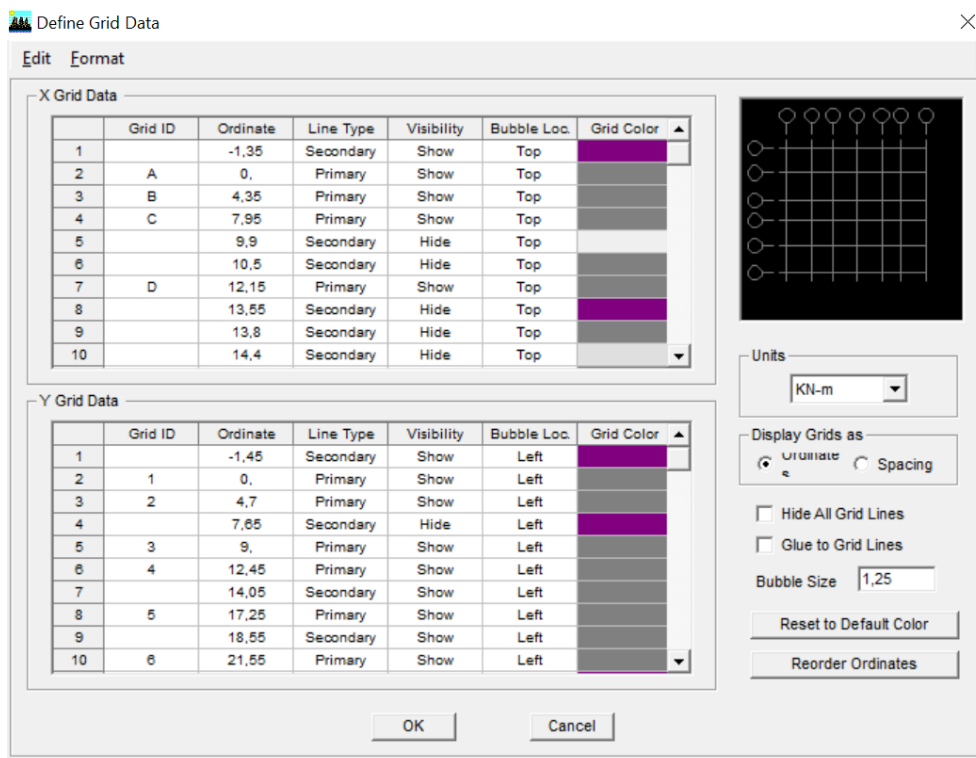 Define Grid Data
Edit Format
X Grid Data
Grid ID Ordinate Line Type Visibility Bubble Loc. Grid Color
1 -1,35 Secondary Show Top
2 A 0, Primary Show Top
3 B 4,35 Primary Show Top
4 C 7,95 Primary Show Top
5 9,9 Secondary Hide Top
6 10,5 Secondary Hide Top
7 D 12,15 Primary Show Top
8 13,55 Secondary Hide Top
9 13,8 Secondary Hide Top
10 14,4 Secondary Hide Top
Y Grid Data
Grid ID Ordinate Line Type Visibility Bubble Loc. Grid Color
1 -1,45 Secondary Show Left
2 1 0, Primary Show Left
3 2 4,7 Primary Show Left
4 7,65 Secondary Hide Left
5 3 9, Primary Show Left
6 4 12,45 Primary Show Left
7 14,05 Secondary Show Left
8 5 17,25 Primary Show Left
9 18,55 Secondary Show Left
10 6 21,55 Primary Show Left
Units
KN-m
Display Grids as
Ordinate
s
Spacing
Hide All Grid Lines
Glue to Grid Lines
Bubble Size 1,25
Reset to Default Color
Reorder Ordinates
OK Cancel